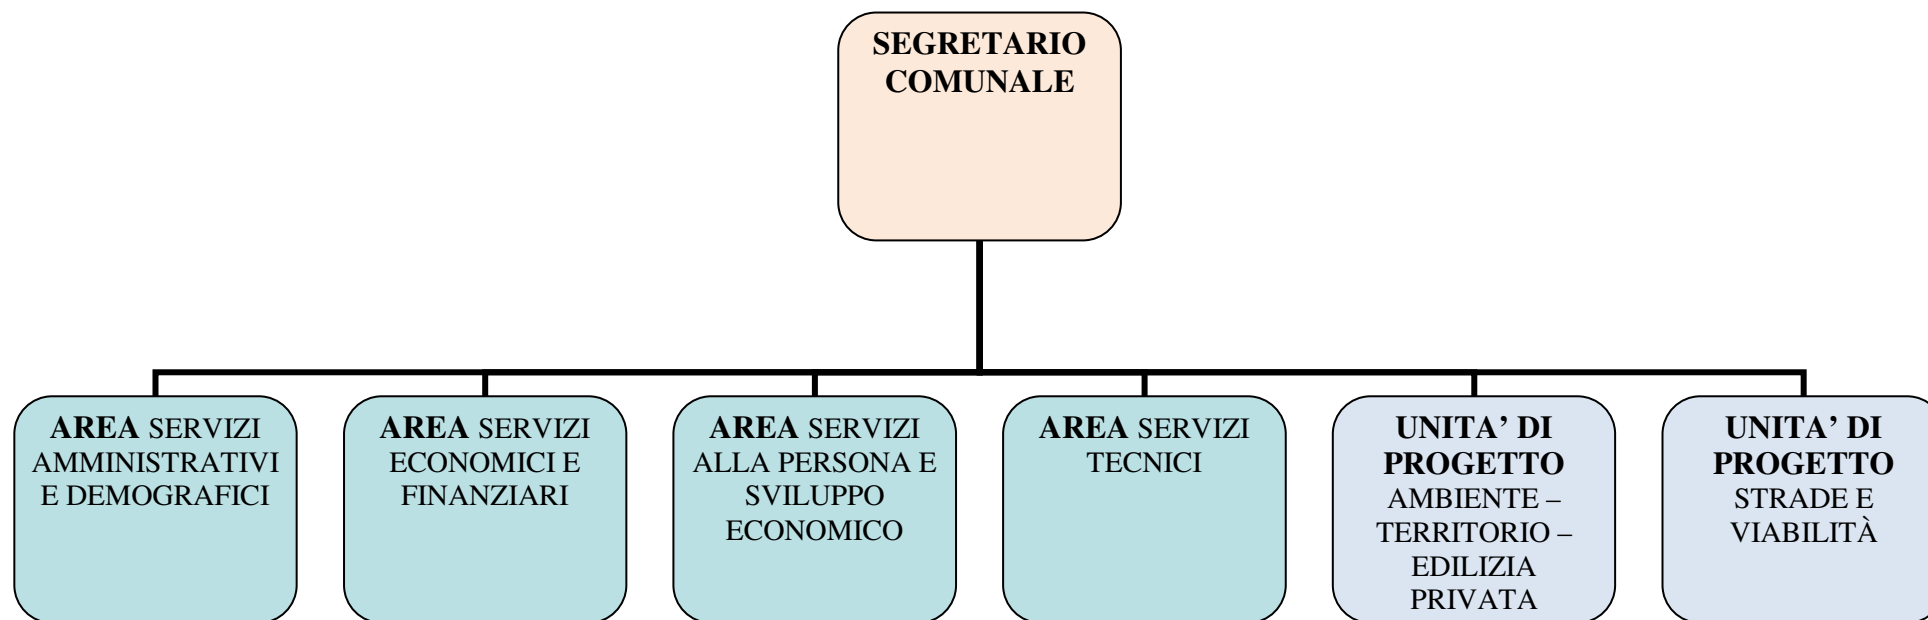 SEGRETARIO
COMUNALE
AREA SERVIZI
AMMINISTRATIVI
E DEMOGRAFICI
AREA SERVIZI
ECONOMICI E
FINANZIARI
AREA SERVIZI
ALLA PERSONA E
SVILUPPO
ECONOMICO
AREA SERVIZI
TECNICI
UNITA’ DI
PROGETTO
AMBIENTE –
TERRITORIO –
EDILIZIA
PRIVATA
UNITA’ DI
PROGETTO
STRADE E
VIABILITÀ